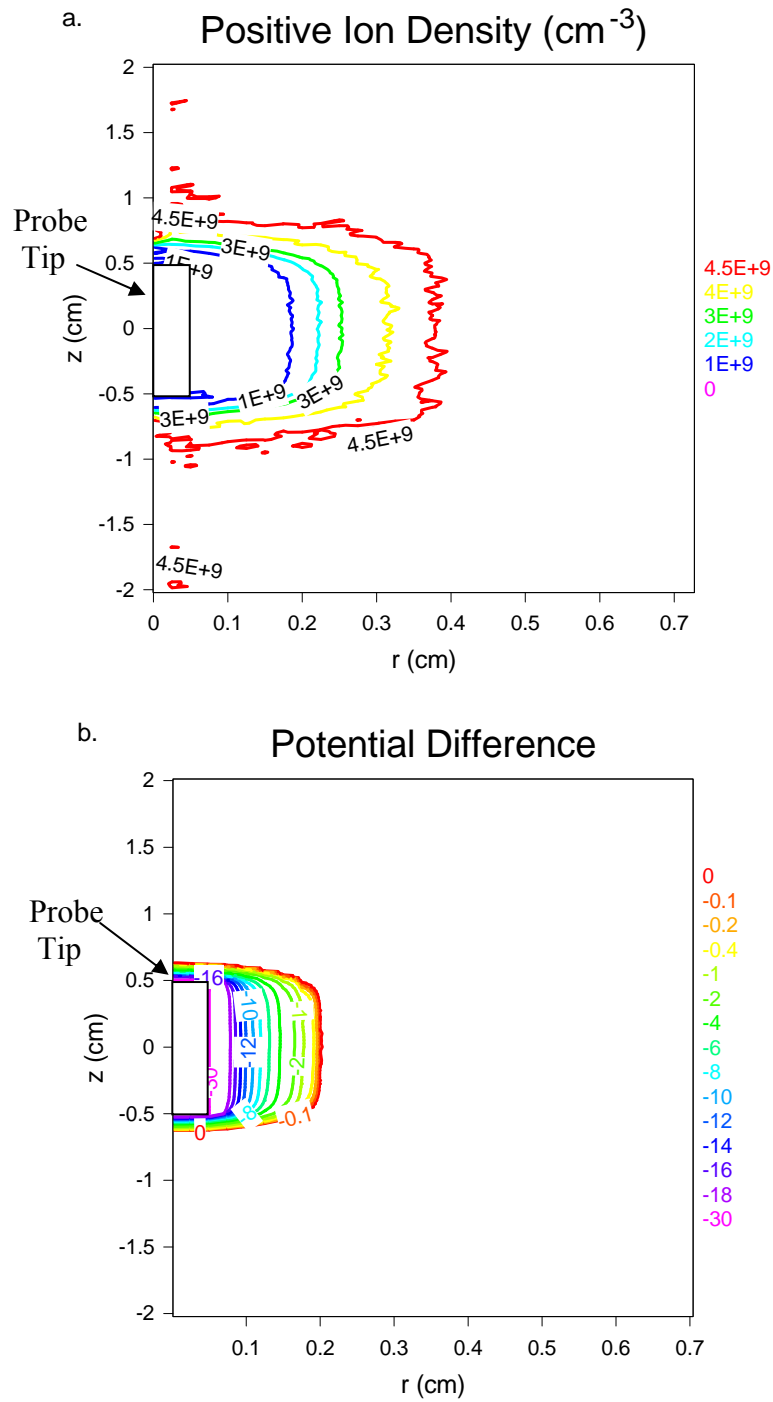 a.
Positive Ion Density (cm-3)
2
1.5
1
0.5
0
-0.5
-1
-1.5
-2
z (cm)
Probe
Tip
4.5E+9
3E+9
1E+9
1E+9
3E+9
3E+9
4.5E+9
4.5E+9
0
0.1
0.2
0.3
0.4
0.5
0.6
0.7
r (cm)
4.5E+9
4E+9
3E+9
2E+9
1E+9
0
b.
Potential Difference
2
1.5
1
0.5
0
-0.5
-1
-1.5
-2
z (cm)
Probe
Tip
-16
-10
-1
-12
-2
-30
-8
-0.1
0
0.1
0.2
0.3
0.4
0.5
0.6
0.7
r (cm)
0
-0.1
-0.2
-0.4
-1
-2
-4
-6
-8
-10
-12
-14
-16
-18
-30